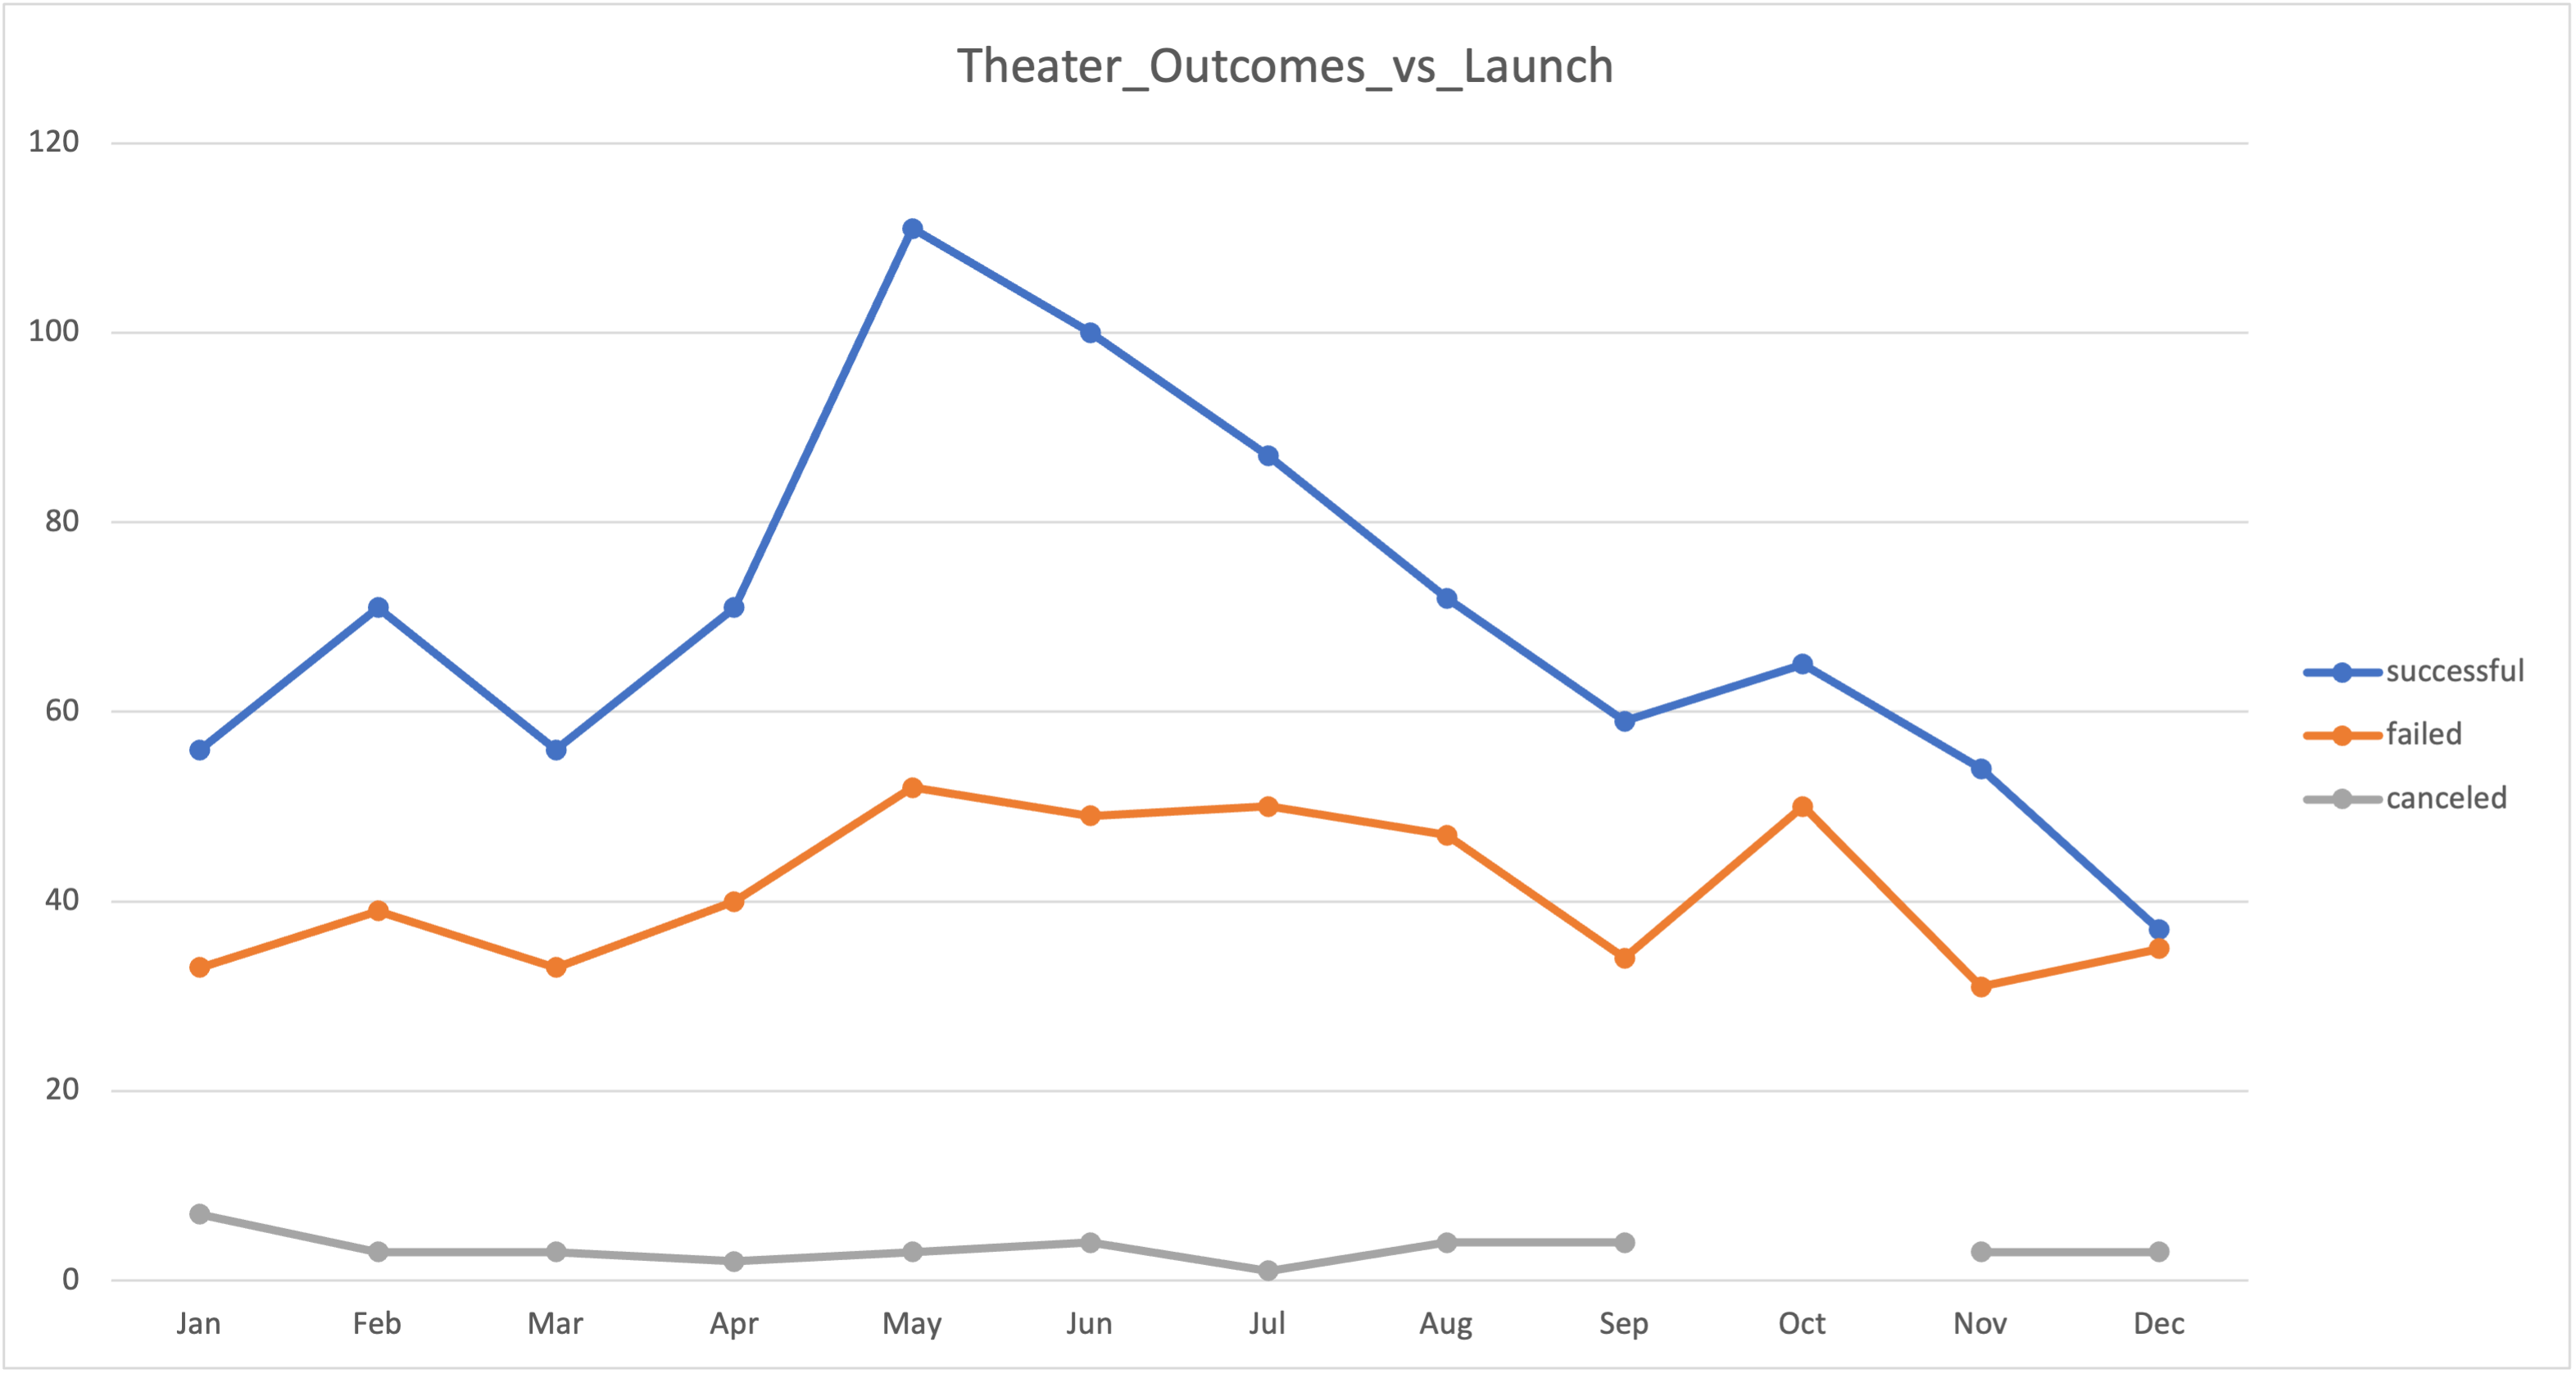 Theater_Outcomes_vs_Launch
120
100
80
60
40
20
0
Jan Feb Mar Apr May Jun Jul Aug Sep Oct Nov Dec
successful
failed
canceled